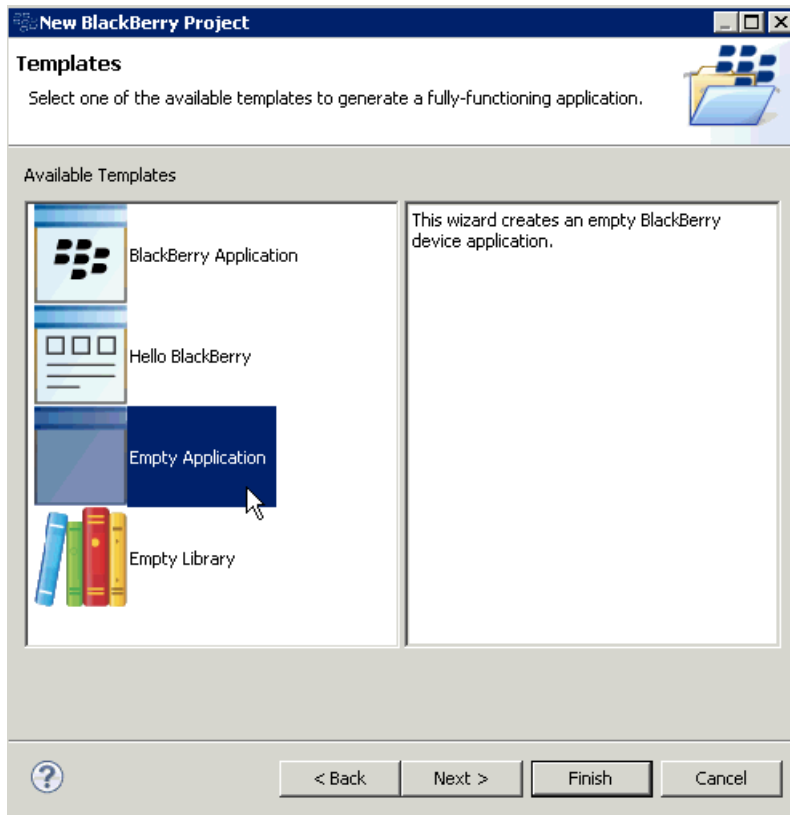 New BlackBerry Project
Templates
Select one of the available templates to generate a fully-functioning application.
Available Templates
BlackBerry Application
Hello BlackBerry
Empty Application
Empty Library
This wizard creates an empty BlackBerry
device application.
?
< Back
Next >
Finish
Cancel